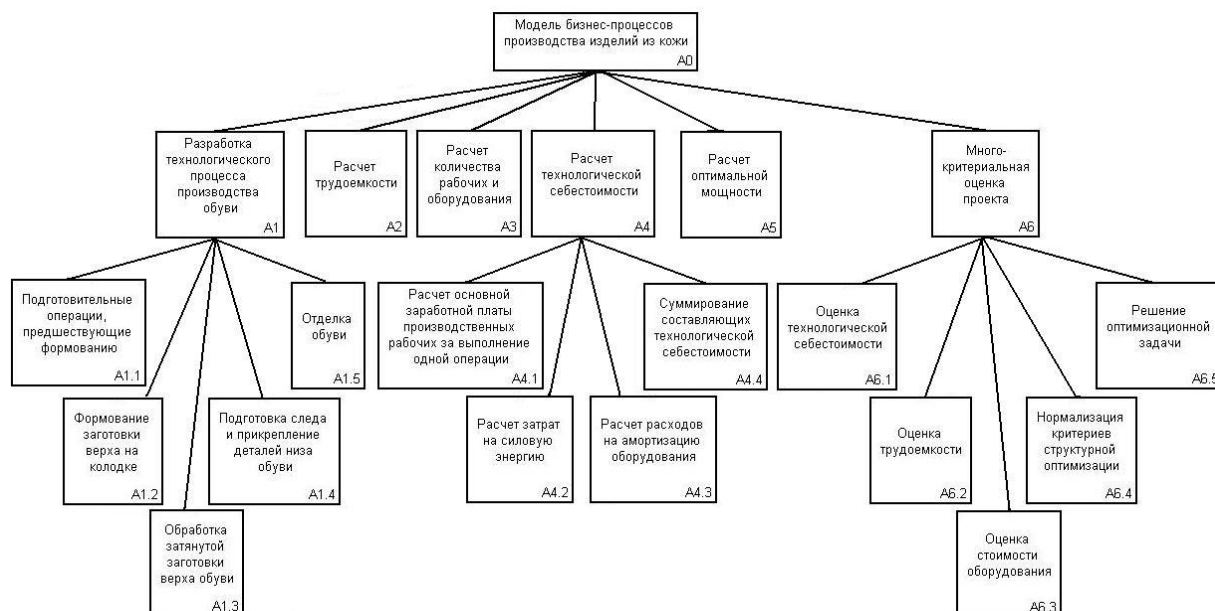 Модель бизнес-процессов
производства изделий из кожи
A0
Разработка
технологического
процесса
производства
обуви
A1
Расчет
трудоемкости
A2
Расчет
количества
рабочих и
оборудования
A3
Расчет
технологической
себестоимости
A4
Расчет
оптимальной
мощности
A5
Много-
критериальная
оценка
проекта
A6
Подготовительные
операции,
предшествующие
формованию
A1.1
Формование
заготовки
верха на
колодке
A1.2
Обработка
затянутой
заготовки
верха обуви
A1.3
Подготовка следа
и прикрепление
деталей низа
обуви
A1.4
Отделка
обуви
A1.5
Расчет основной
заработной платы
производственных
рабочих за выполнение
одной операции
A4.1
Расчет затрат
на силовую
энергию
A4.2
Расчет расходов
на амортизацию
оборудования
A4.3
Суммирование
составляющих
технологической
себестоимости
A4.4
Оценка
технологической
себестоимости
A6.1
Оценка
трудоемкости
A6.2
Оценка
стоимости
оборудования
A6.3
Нормализация
критериев
структурной
оптимизации
A6.4
Решение
оптимизационной
задачи
A6.5